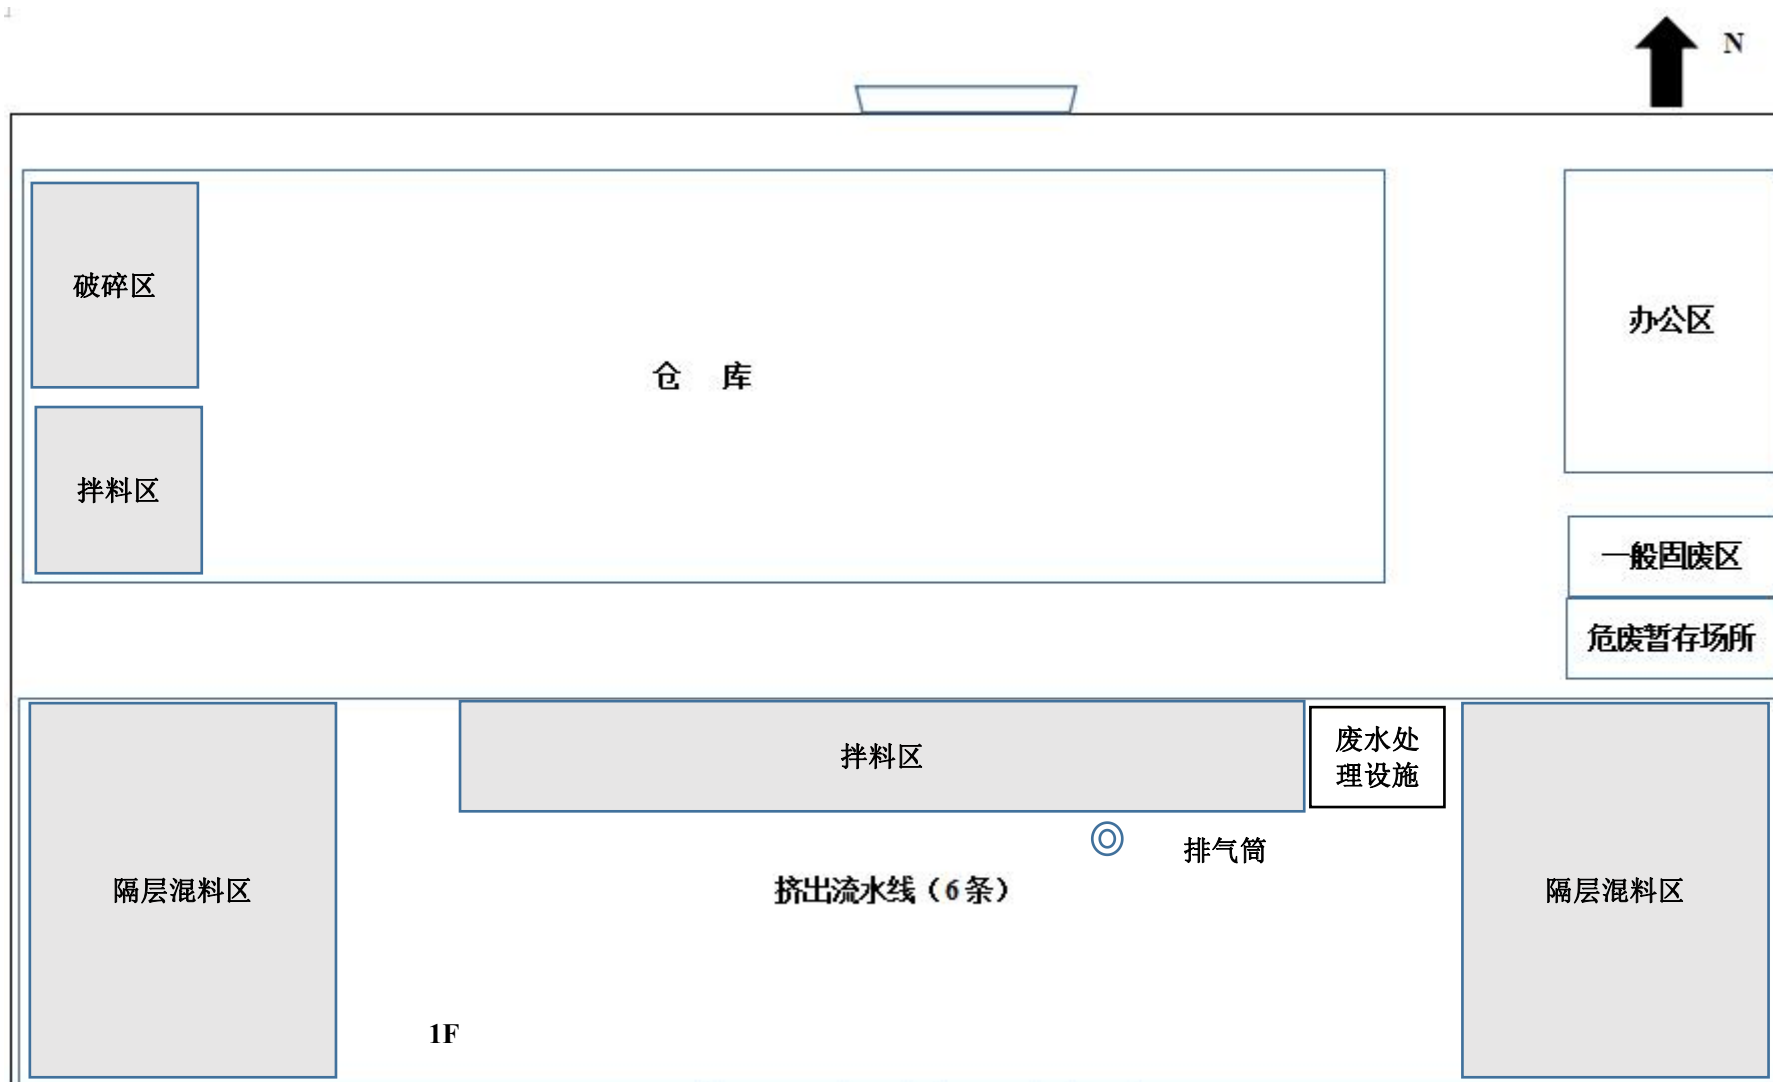 N
破碎区
办公区
仓 库
拌料区
一般固废区
危废暂存场所
拌料区
废水处
理设施
排气筒
隔层混料区
挤出流水线（6条）
隔层混料区
1F